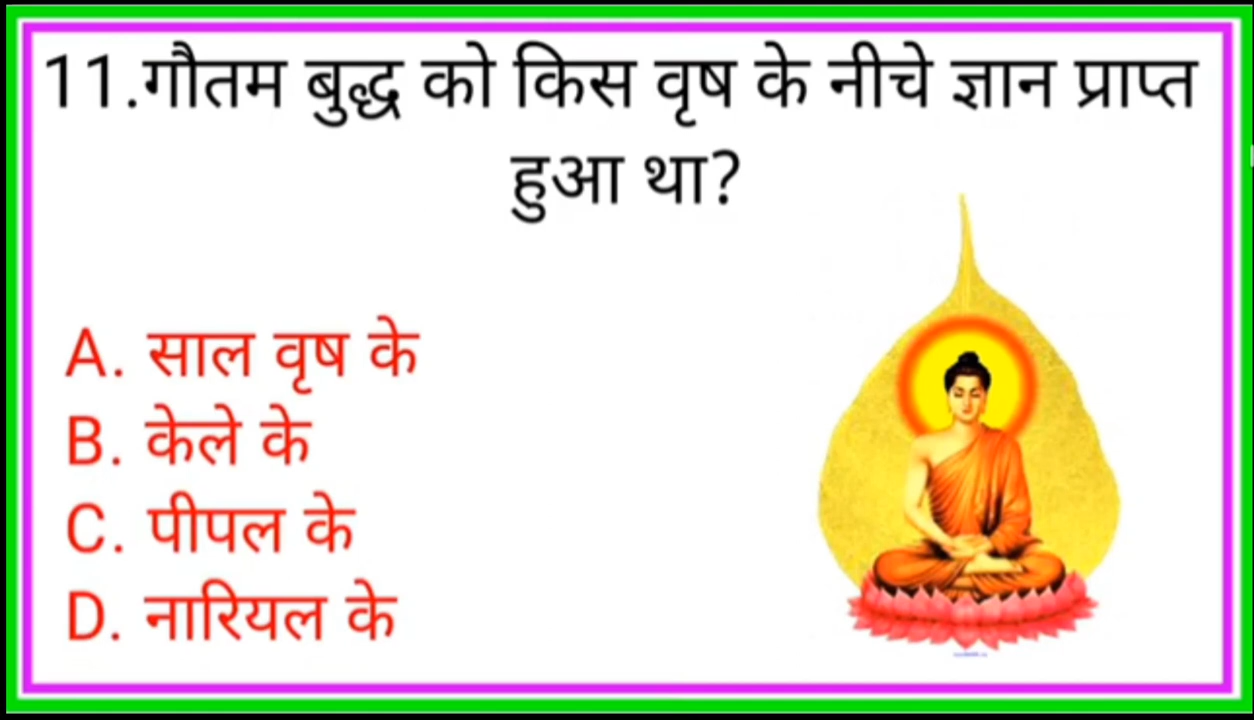 11.गौतम बुद्ध को किस वृष के नीचे ज्ञान प्राप्त
हुआ था?
A. साल वृष के
B. केले के
C. पीपल के
D. नारियल के